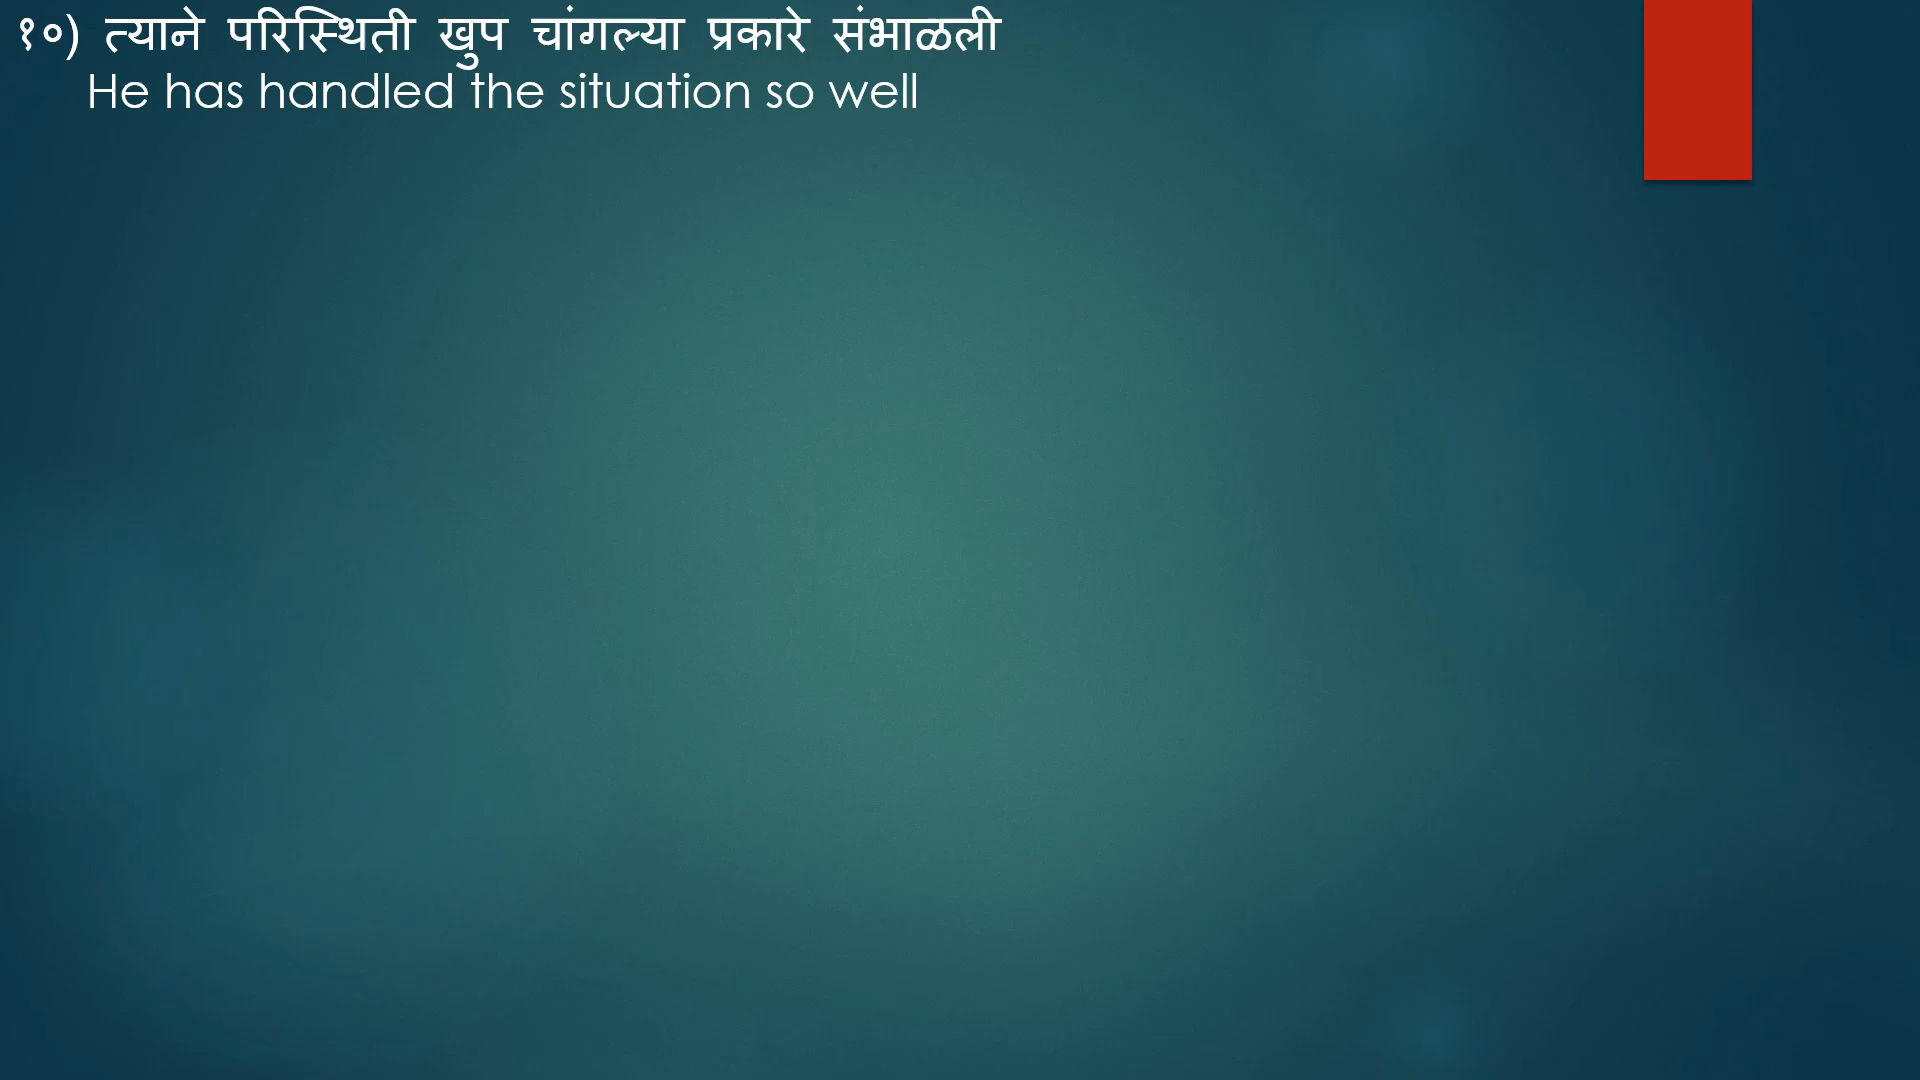 १०) त्याने परिस्थिती खुप चांगल्या प्रकारे संभाळली
He has handled the situation so well